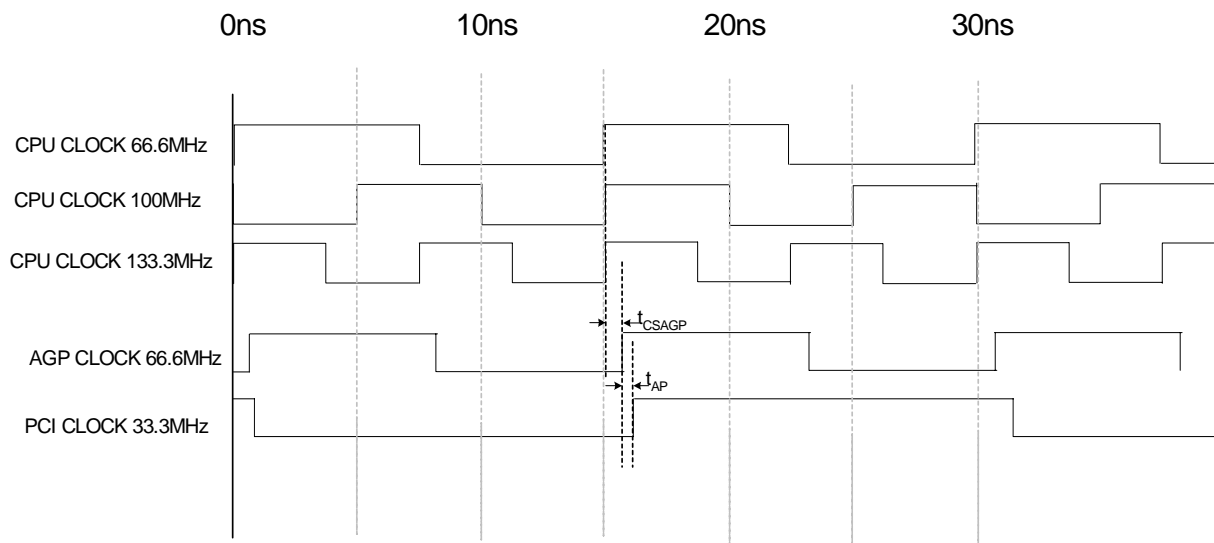 0ns 10ns 20ns 30ns
CPU CLOCK 66.6MHz
CPU CLOCK 100MHz
CPU CLOCK 133.3MHz
tCSAGP
AGP CLOCK 66.6MHz
tAP
PCI CLOCK 33.3MHz